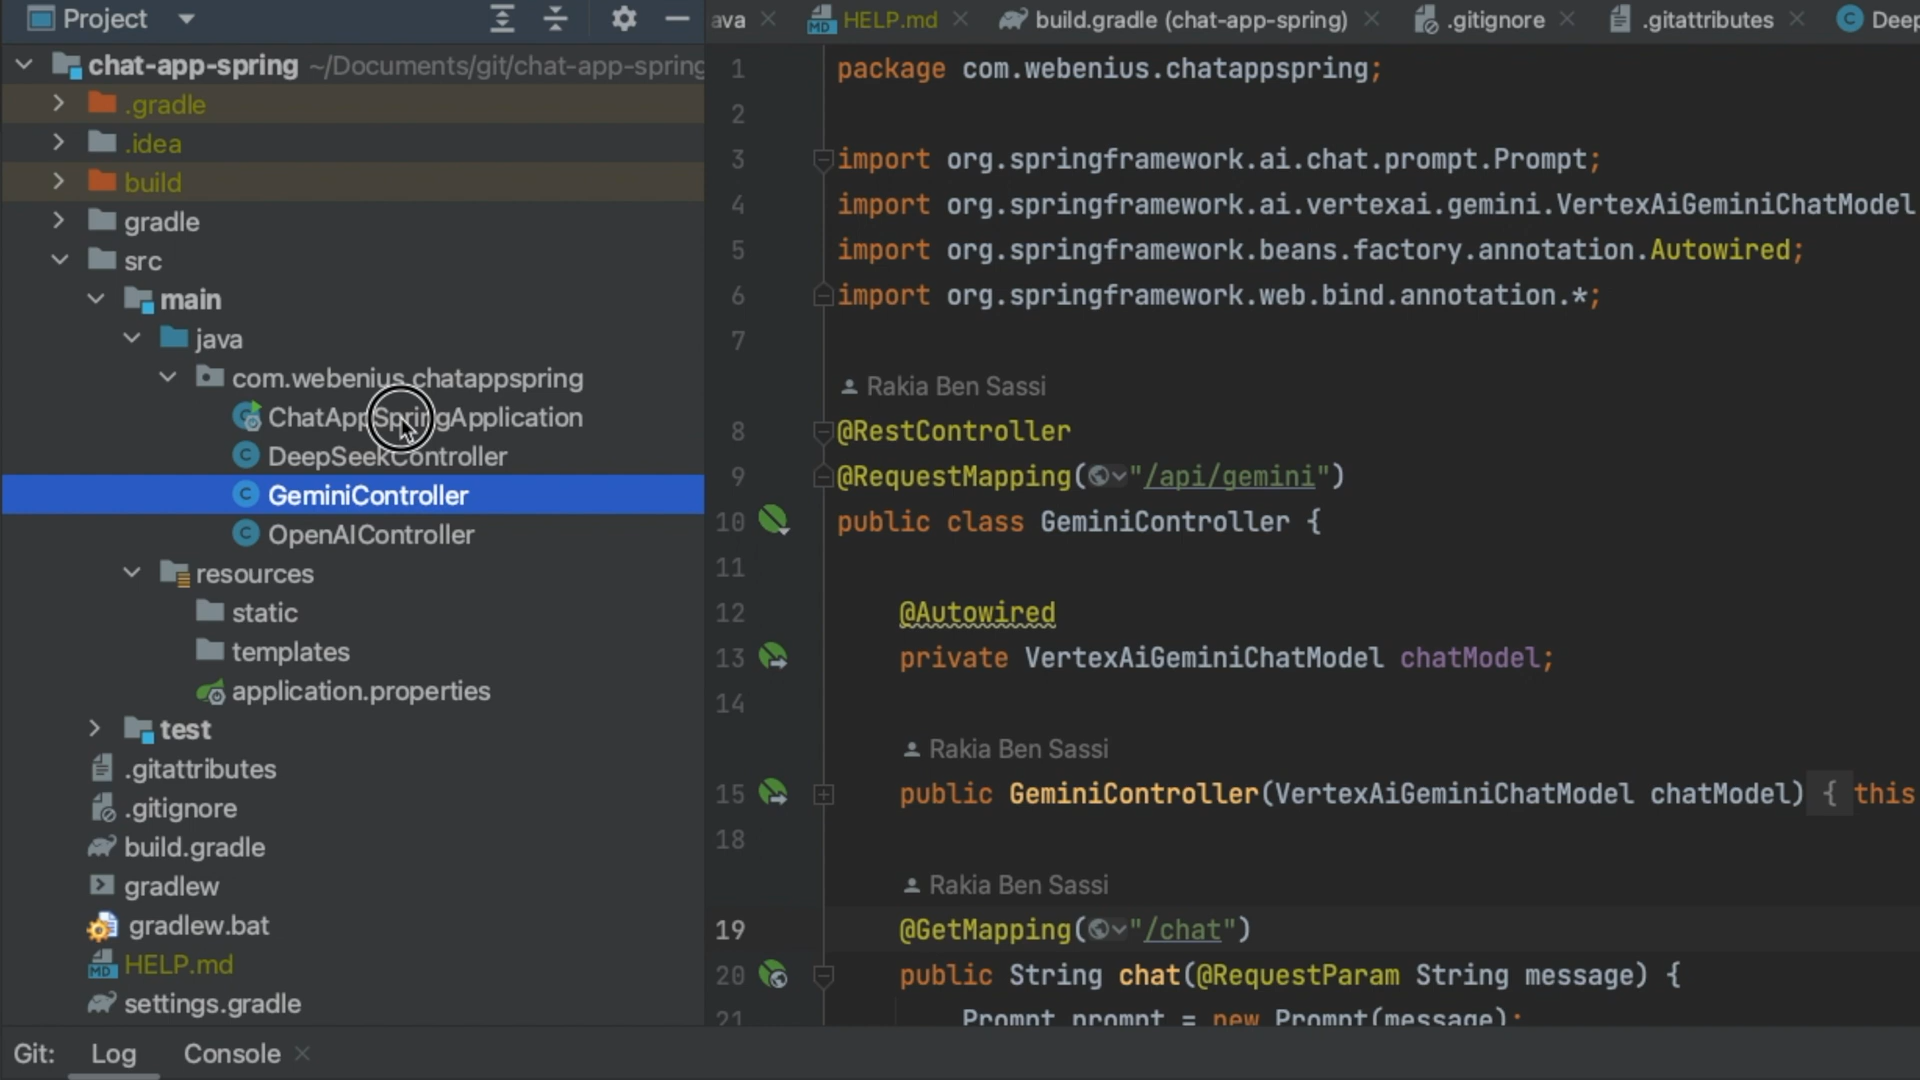 Project
chat-app-spring ~/Documents/git/chat-app-spring
.gradle
.idea
build
gradle
src
main
java
com.webenius.chatappspring
ChatAppSpringApplication
DeepSeekController
GeminiController
OpenAIController
resources
static
templates
application.properties
test
.gitattributes
.gitignore
build.gradle
gradlew
gradlew.bat
MD HELP.md
settings.gradle
ava MD HELP.md build.gradle (chat-app-spring) .gitignore .gitattributes Deep
1 package com.webenius.chatappspring;
2
3 import org.springframework.ai.chat.prompt.Prompt;
4 import org.springframework.ai.vertexai.gemini.VertexAiGeminiChatModel
5 import org.springframework.beans.factory.annotation.Autowired;
6 import org.springframework.web.bind.annotation.*;
7
Rakia Ben Sassi
8 @RestController
9 @RequestMapping("/api/gemini")
10 public class GeminiController {
11
12 @Autowired
13 private VertexAiGeminiChatModel chatModel;
14
Rakia Ben Sassi
15 public GeminiController(VertexAiGeminiChatModel chatModel) { this
18
Rakia Ben Sassi
19 @GetMapping("/chat")
20 public String chat(@RequestParam String message) {
21 Prompt prompt = new Prompt(message);
Git: Log Console